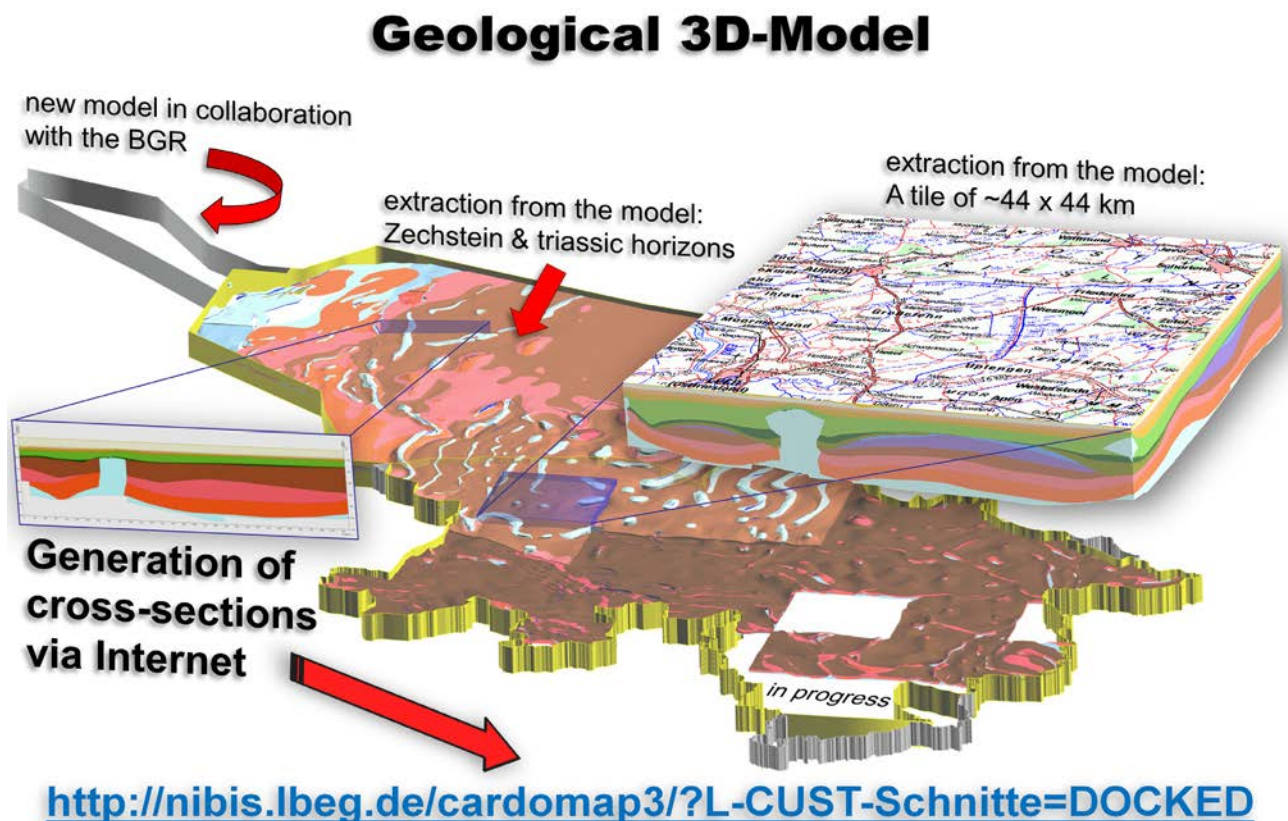 Geological 3D-Model
new model in collaboration
with the BGR
extraction from the model:
Zechstein & triassic horizons
extraction from the model:
A tile of ~44 x 44 km
Uplengen
Generation of
cross-sections
via Internet
in progress
http://nibis.lbeg.de/cardomap3/?L-CUST-Schnitte=DOCKED